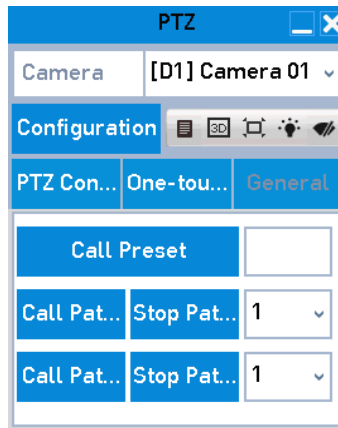 PTZ
Camera [D1] Camera 01
Configuration 3D
PTZ Con... One-tou... General
Call Preset
Call Pat... Stop Pat... 1
Call Pat... Stop Pat... 1